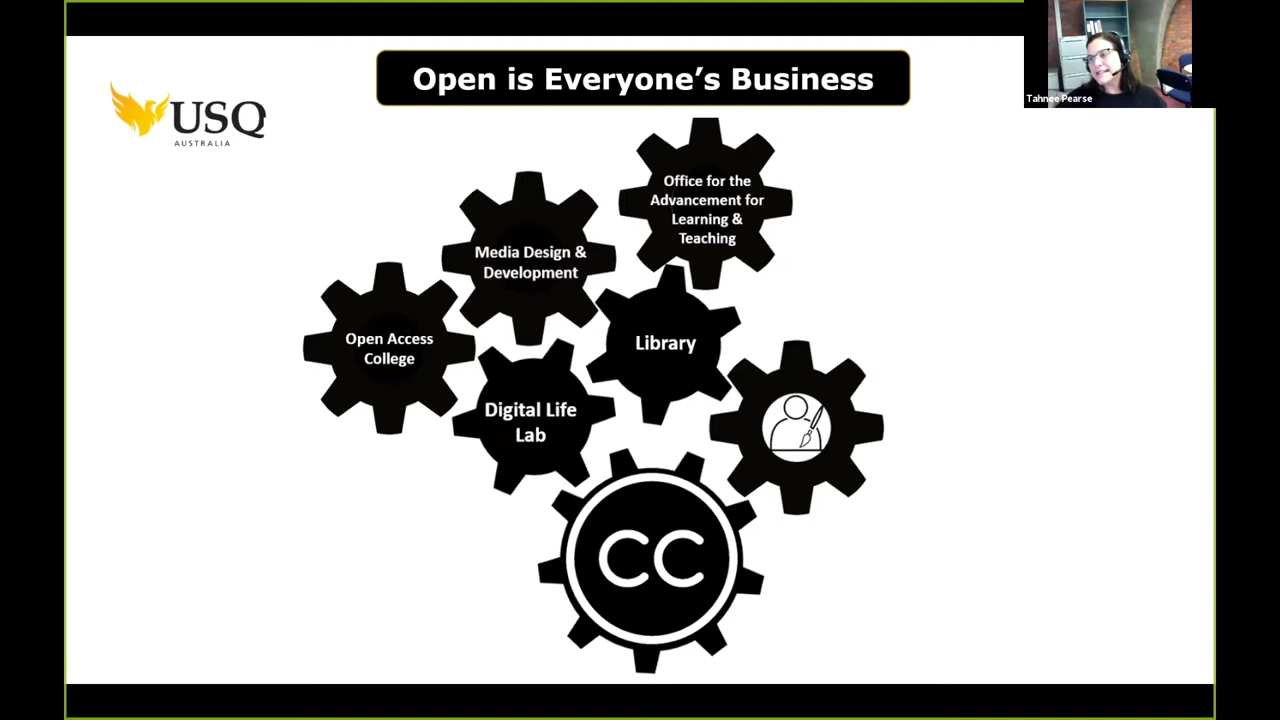 Open is Everyone's Business
Tahnee Pearse
USQ
AUSTRALIA
Office for the
Advancement for
Learning &
Teaching
Media Design &
Development
Open Access
College
Library
Digital Life
Lab
CC